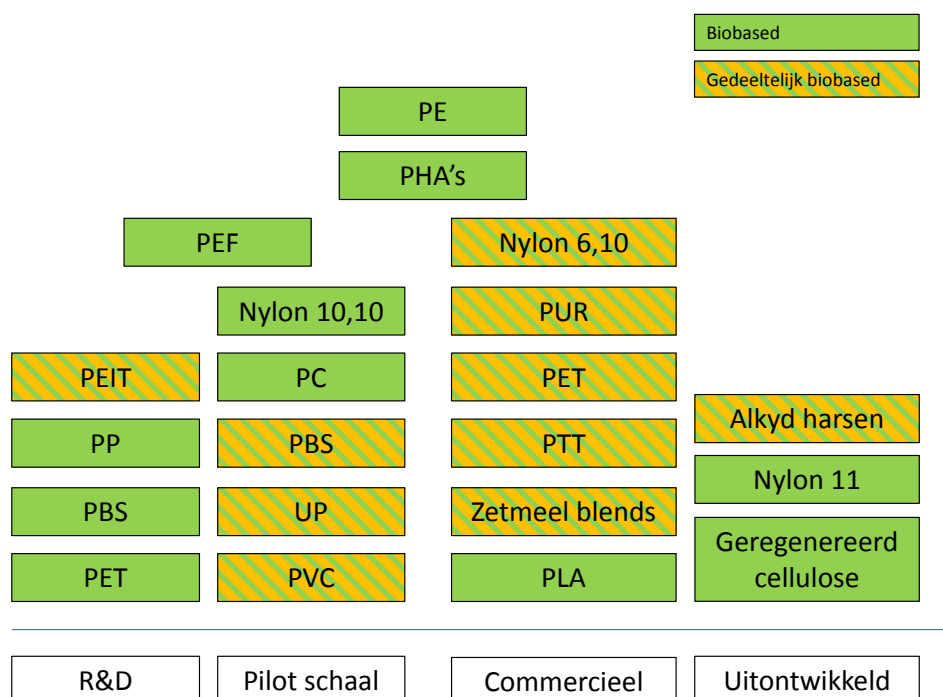 Biobased
Gedeeltelijk biobased
PE
PHA's
PEF
Nylon 6,10
Nylon 10,10
PUR
PEIT
PC
PET
Alkyd harsen
PP
PBS
PTT
Nylon 11
PBS
UP
Zetmeel blends
Geregenereerd
cellulose
PET
PVC
PLA
R&D
Pilot schaal
Commercieel
Uitontwikkeld